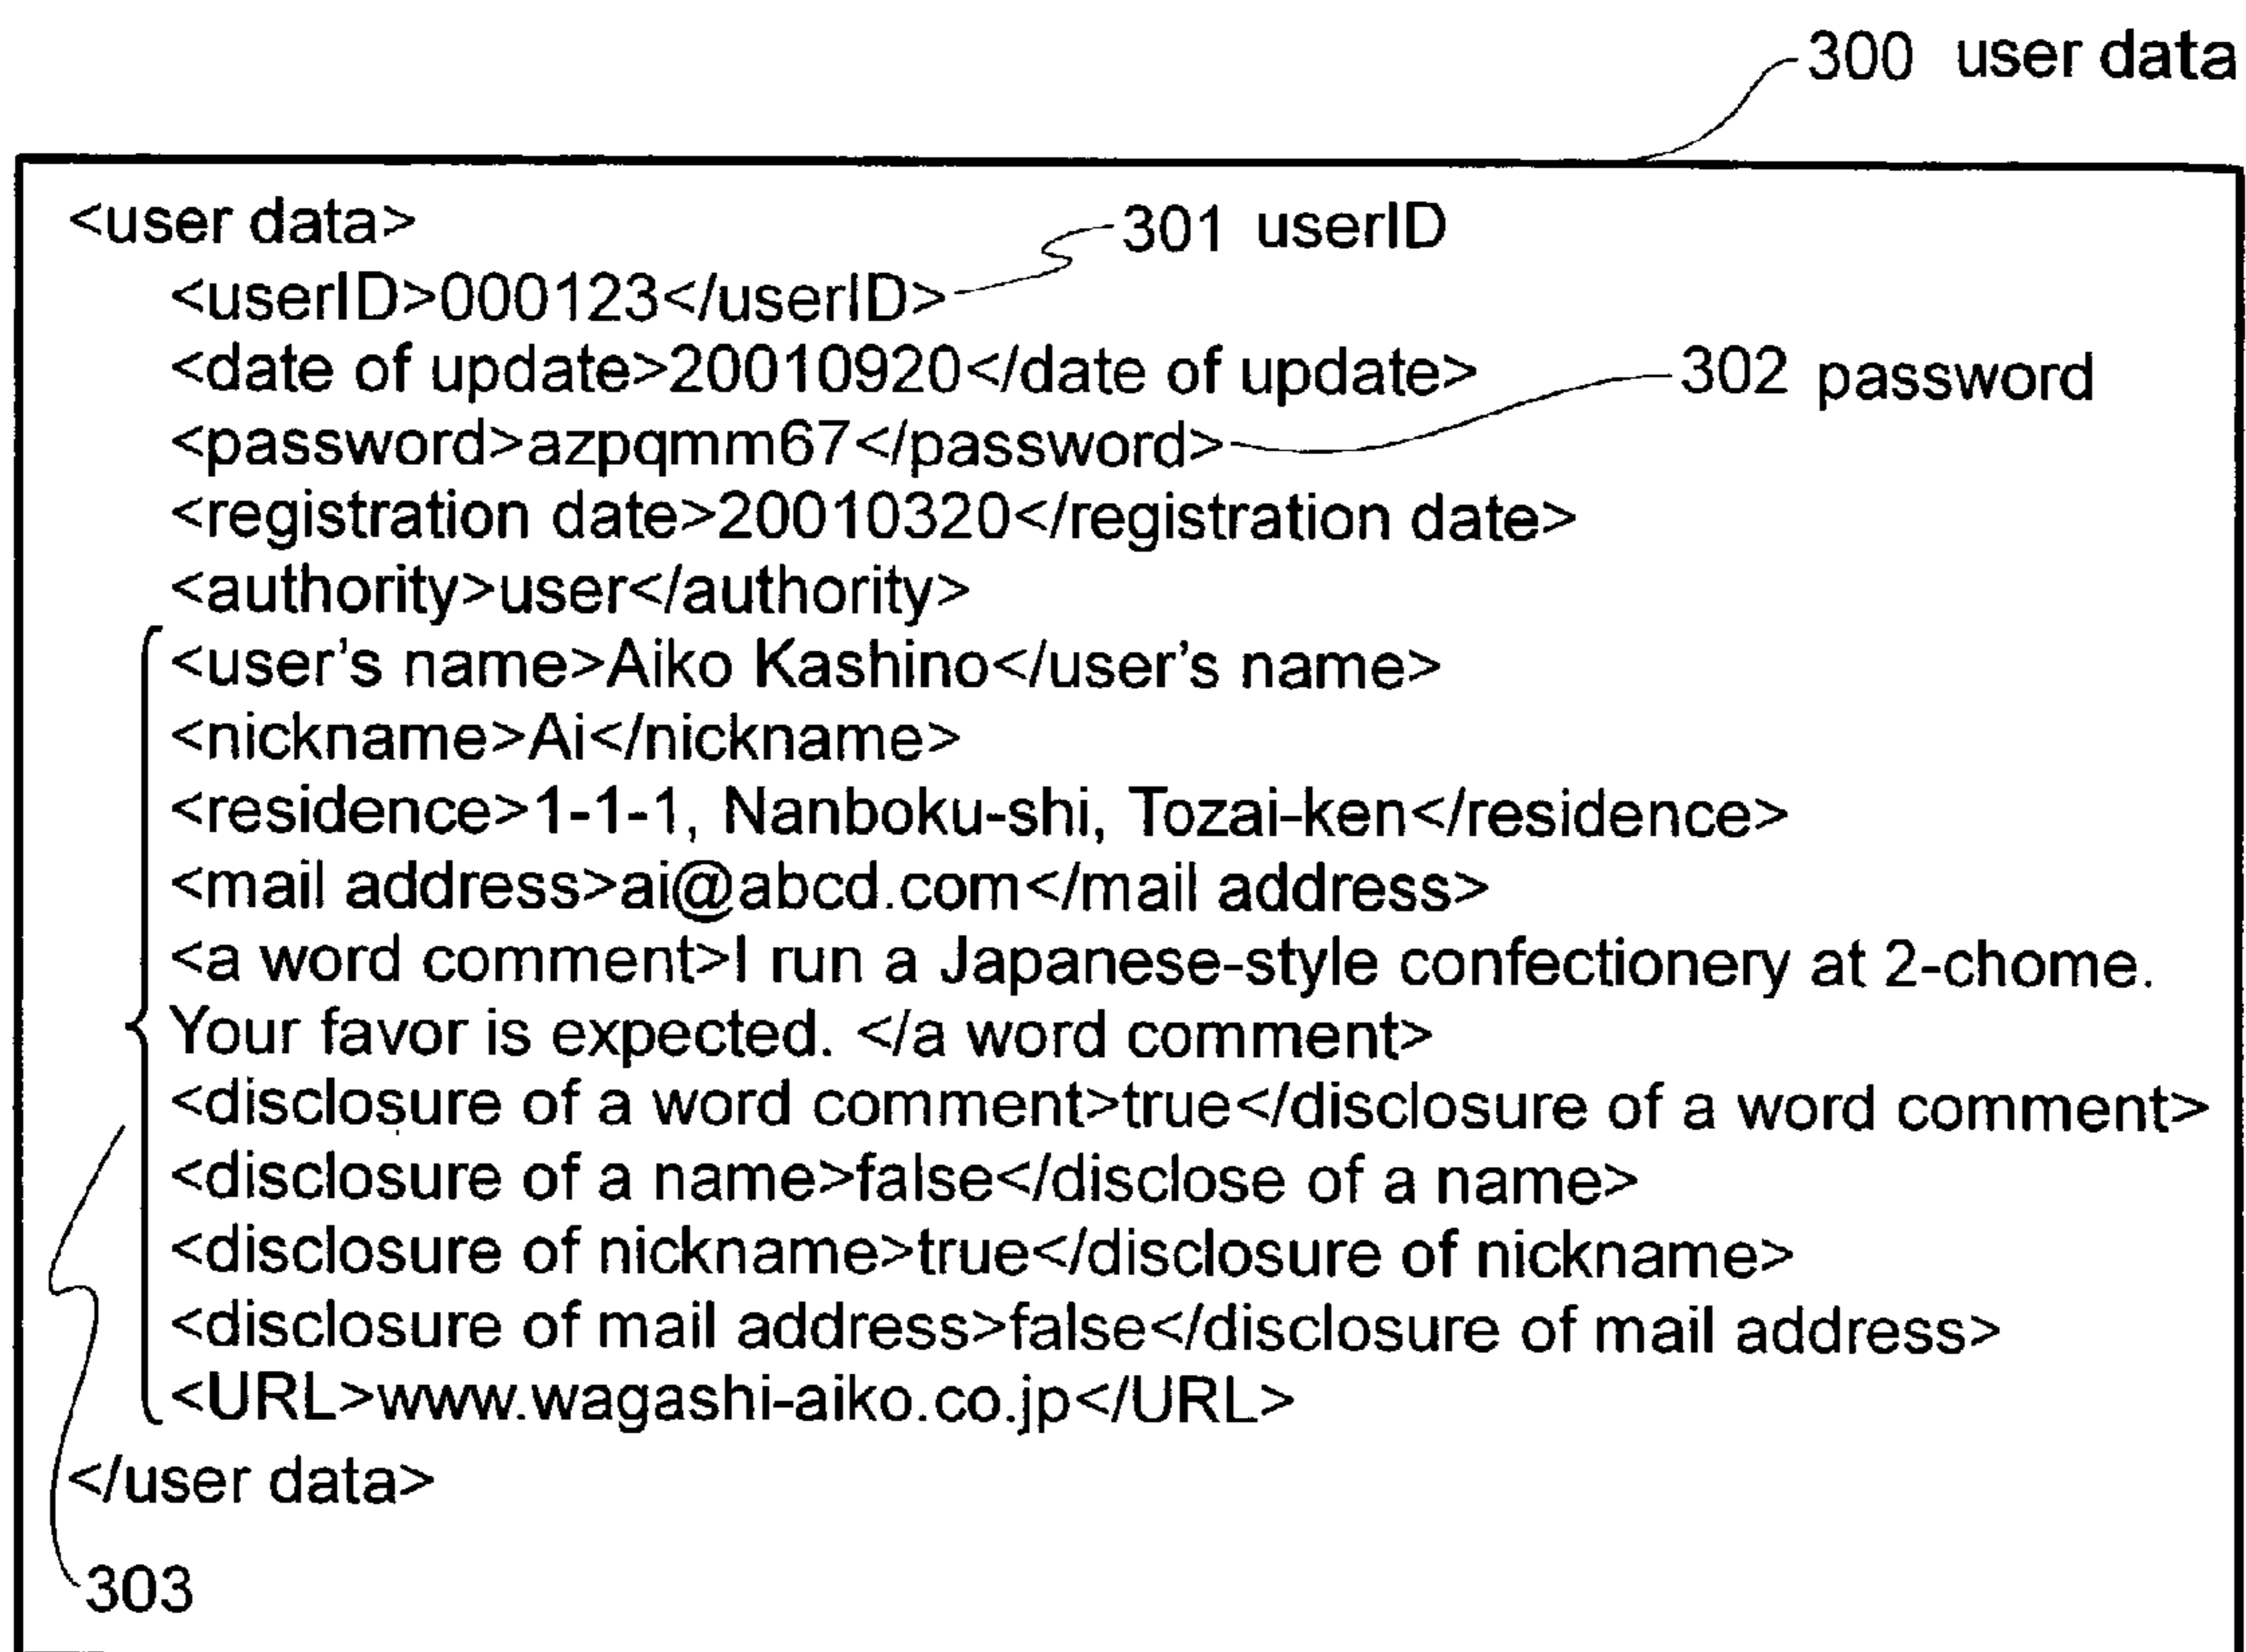 300 user data
<user data>
301 userID
<userID>000123</userID>
<date of update>20010920</date of update>
302 password
<password>azpqmm67</password>
<registration date>20010320</registration date>
<authority>user</authority>
<user’s name>Aiko Kashino</user’s name>
<nickname>Ai</nickname>
<residence>1-1-1, Nanboku-shi, Tozai-ken</residence>
<mail address>ai@abcd.com</mail address>
<a word comment>I run a Japanese-style confectionery at 2-chome.
Your favor is expected. </a word comment>
<disclosure of a word comment>true</disclosure of a word comment>
<disclosure of a name>false</disclose of a name>
<disclosure of nickname>true</disclosure of nickname>
<disclosure of mail address>false</disclosure of mail address>
<URL>www.wagashi-aiko.co.jp</URL>
</user data>
303